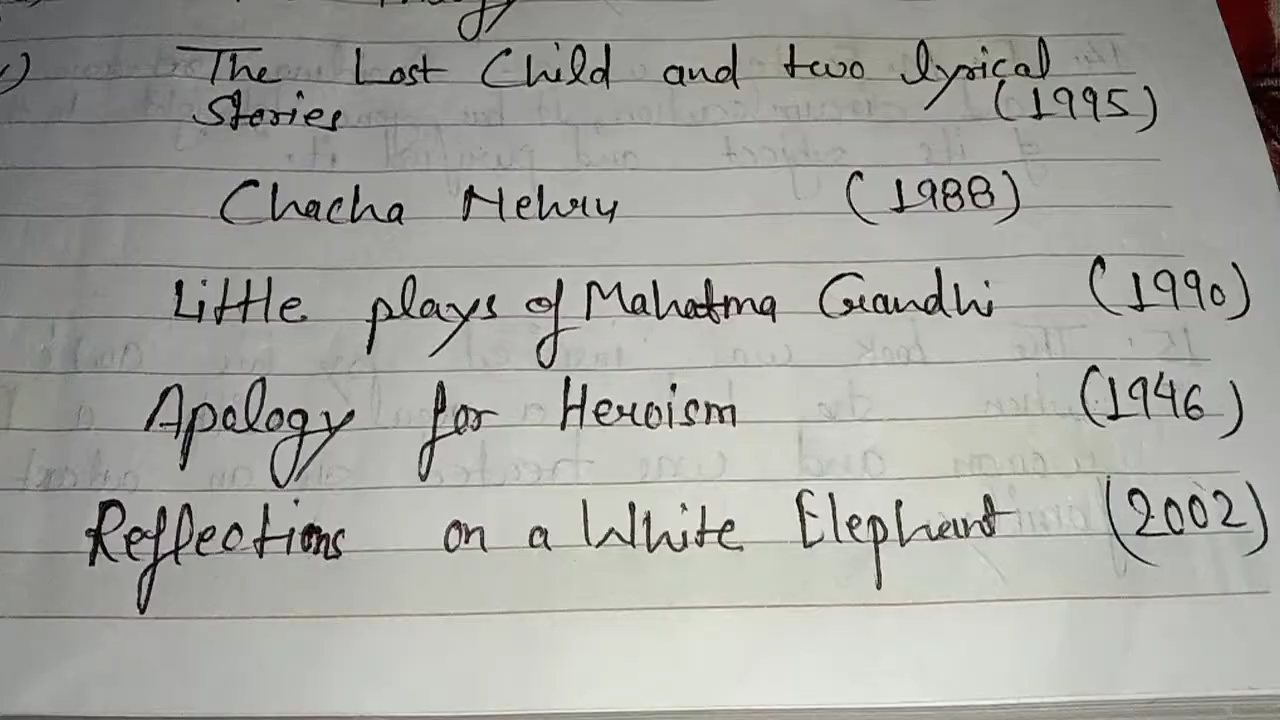 The Lost Child and two lyrical
Stories (1995)
Chacha Nehru (1988)
Little plays of Mahatma Gandhi (1990)
Apology for Heroism (1946)
Reffections on a White Elephant (2002)